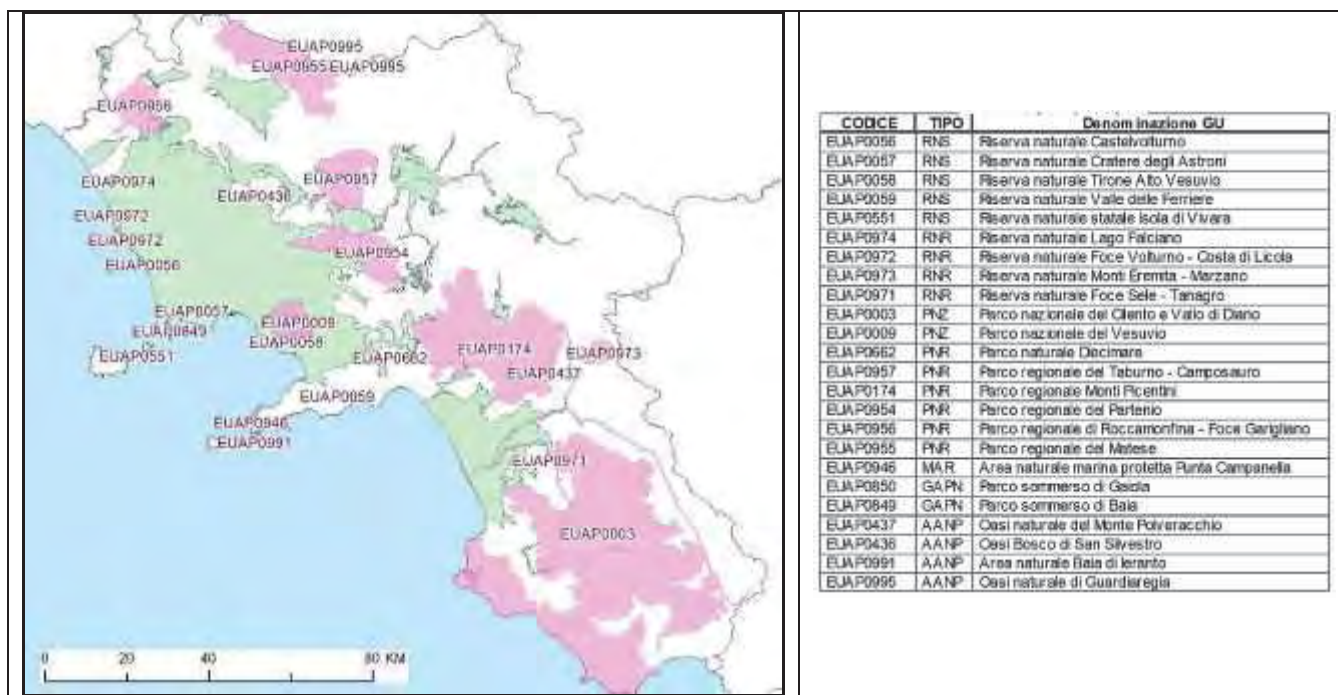 EUAP0995
EUAP0955 EUAP0995
EUAP0956
EUAP0957
EUAP0974
EUAP0436
EUAP0972
EUAP0972
EUAP0954
EUAP0056
EUAP0057
EUAP0849
EUAP0009
EUAP0058
EUAP0551
EUAP0662
EUAP0174
EUAP0973
EUAP0437
EUAP0059
EUAP0946
EUAP0991
EUAP0971
EUAP0003
0 20 40 80 KM
CODICE TIPO Denominazione GU
EUAP0056 RNS Riserva naturale Castelvolturno
EUAP0057 RNS Riserva naturale Cratere degli Astroni
EUAP0058 RNS Riserva naturale Tirone Alto Vesuvio
EUAP0059 RNS Riserva naturale Valle delle Ferriere
EUAP0551 RNS Riserva naturale statale Isola di Vivara
EUAP0974 RNR Riserva naturale Lago Falciano
EUAP0972 RNR Riserva naturale Foce Volturno - Costa di Licola
EUAP0973 RNR Riserva naturale Monti Eremita - Marzano
EUAP0971 RNR Riserva naturale Foce Sele - Tanagro
EUAP0003 PNZ Parco nazionale del Cilento e Vallo di Diano
EUAP0009 PNZ Parco nazionale del Vesuvio
EUAP0662 PNR Parco naturale Decimare
EUAP0957 PNR Parco regionale del Taburno - Camposauro
EUAP0174 PNR Parco regionale Monti Picentini
EUAP0954 PNR Parco regionale del Partenio
EUAP0956 PNR Parco regionale di Roccamonfina - Foce Garigliano
EUAP0955 PNR Parco regionale del Matese
EUAP0946 MAR Area naturale marina protetta Punta Campanella
EUAP0850 GAPN Parco sommerso di Gaiola
EUAP0849 GAPN Parco sommerso di Baia
EUAP0437 AANP Oasi naturale del Monte Polveracchio
EUAP0436 AANP Oasi Bosco di San Silvestro
EUAP0991 AANP Area naturale Baia di Ieranto
EUAP0995 AANP Oasi naturale di Guardiaregia